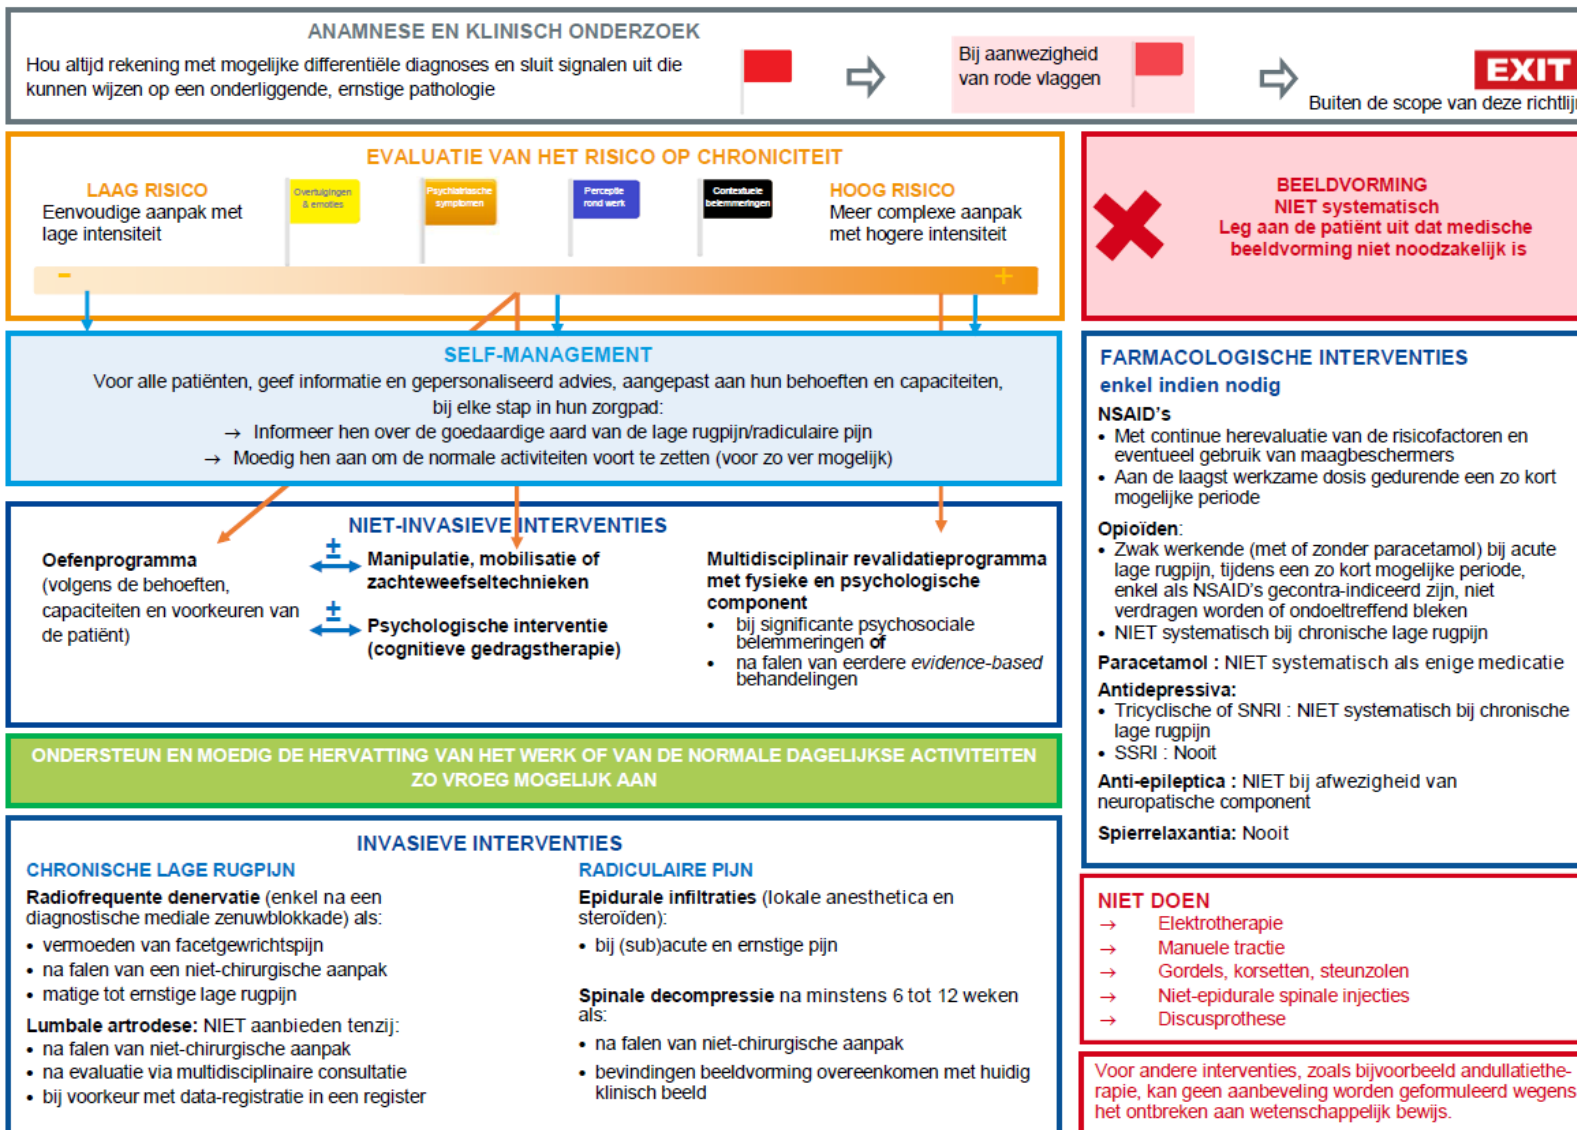 ANAMNESE EN KLINISCH ONDERZOEK
Hou altijd rekening met mogelijke differentiële diagnoses en sluit signalen uit die
kunnen wijzen op een onderliggende, ernstige pathologie
Bij aanwezigheid
van rode vlaggen
EXIT
Buiten de scope van deze richtlijn
EVALUATIE VAN HET RISICO OP CHRONICITEIT
LAAG RISICO
Eenvoudige aanpak met
lage intensiteit
Overtuigingen
& emoties
Psychiatrische
symptomen
Perceptie
rond werk
Contextuele
belemmeringen
HOOG RISICO
Meer complexe aanpak
met hogere intensiteit
-
+
BEELDVORMING
NIET systematisch
Leg aan de patiënt uit dat medische
beeldvorming niet noodzakelijk is
SELF-MANAGEMENT
Voor alle patiënten, geef informatie en gepersonaliseerd advies, aangepast aan hun behoeften en capaciteiten,
bij elke stap in hun zorgpad:
→ Informeer hen over de goedaardige aard van de lage rugpijn/radiculaire pijn
→ Moedig hen aan om de normale activiteiten voort te zetten (voor zo ver mogelijk)
NIET-INVASIEVE INTERVENTIES
Oefenprogramma
(volgens de behoeften,
capaciteiten en voorkeuren van
de patiënt)
±
Manipulatie, mobilisatie of
zachteweefseltechnieken
±
Psychologische interventie
(cognitieve gedragstherapie)
Multidisciplinair revalidatieprogramma
met fysieke en psychologische
component
• bij significante psychosociale
belemmeringen of
• na falen van eerdere evidence-based
behandelingen
ONDERSTEUN EN MOEDIG DE HERVATTING VAN HET WERK OF VAN DE NORMALE DAGELIJKSE ACTIVITEITEN
ZO VROEG MOGELIJK AAN
INVASIEVE INTERVENTIES
CHRONISCHE LAGE RUGPIJN
Radiofrequente denervatie (enkel na een
diagnostische mediale zenuwblokkade) als:
• vermoeden van facetgewrichtspijn
• na falen van een niet-chirurgische aanpak
• matige tot ernstige lage rugpijn
Lumbale artrodese: NIET aanbieden tenzij:
• na falen van niet-chirurgische aanpak
• na evaluatie via multidisciplinaire consultatie
• bij voorkeur met data-registratie in een register
RADICULAIRE PIJN
Epidurale infiltraties (lokale anesthetica en
steroïden):
• bij (sub)acute en ernstige pijn
Spinale decompressie na minstens 6 tot 12 weken
als:
• na falen van niet-chirurgische aanpak
• bevindingen beeldvorming overeenkomen met huidig
klinisch beeld
FARMACOLOGISCHE INTERVENTIES
enkel indien nodig
NSAID's
• Met continue herevaluatie van de risicofactoren en
eventueel gebruik van maagbeschermers
• Aan de laagst werkzame dosis gedurende een zo kort
mogelijke periode
Opioïden:
• Zwak werkende (met of zonder paracetamol) bij acute
lage rugpijn, tijdens een zo kort mogelijke periode,
enkel als NSAID's gecontra-indiceerd zijn, niet
verdragen worden of ondoeltreffend bleken
• NIET systematisch bij chronische lage rugpijn
Paracetamol : NIET systematisch als enige medicatie
Antidepressiva:
• Tricyclische of SNRI : NIET systematisch bij chronische
lage rugpijn
• SSRI : Nooit
Anti-epileptica : NIET bij afwezigheid van
neuropatische component
Spierrelaxantia: Nooit
NIET DOEN
→ Elektrotherapie
→ Manuele tractie
→ Gordels, korsetten, steunzolen
→ Niet-epidurale spinale injecties
→ Discusprothese
Voor andere interventies, zoals bijvoorbeeld andullatiethe-
rapie, kan geen aanbeveling worden geformuleerd wegens
het ontbreken aan wetenschappelijk bewijs.